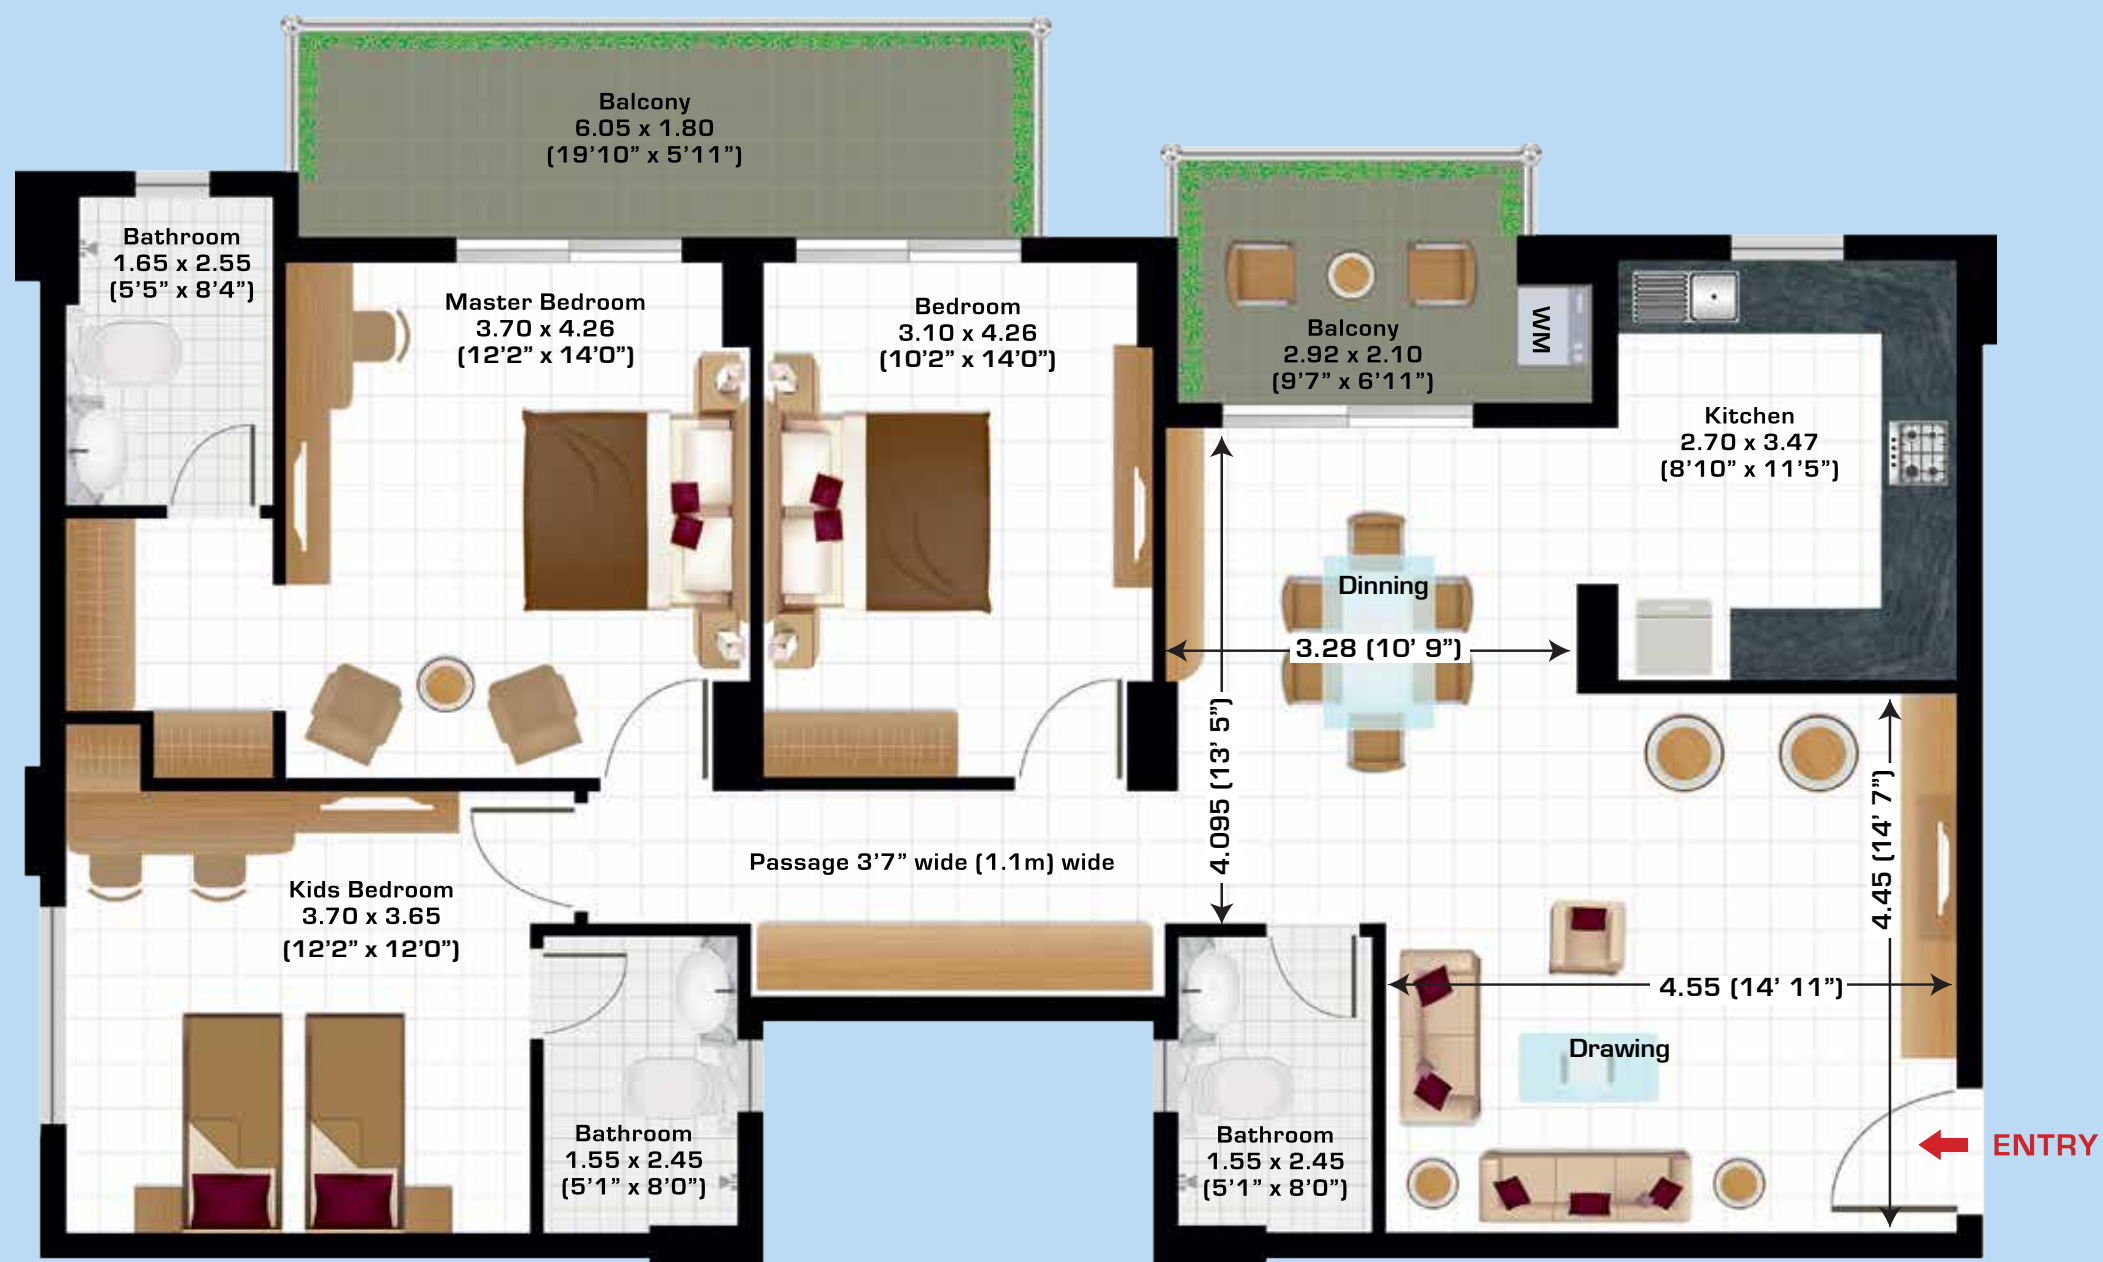 Balcony
6.05 x 1.80
(19’10” x 5’11”)
Bathroom
1.65 x 2.55
(5’5” x 8’4”)
Master Bedroom
3.70 x 4.26
(12’2” x 14’0”)
Bedroom
3.10 x 4.26
(10’2” x 14’0”)
Balcony
2.92 x 2.10
(9’7” x 6’11”)
WM
Kitchen
2.70 x 3.47
(8’10” x 11’5”)
Dinning
3.28 (10’ 9”)
4.095 (13’ 5”)
4.45 (14’ 7”)
Passage 3’7” wide (1.1m) wide
Kids Bedroom
3.70 x 3.65
(12’2” x 12’0”)
4.55 (14’ 11”)
Drawing
Bathroom
1.55 x 2.45
(5’1” x 8’0”)
Bathroom
1.55 x 2.45
(5’1” x 8’0”)
ENTRY